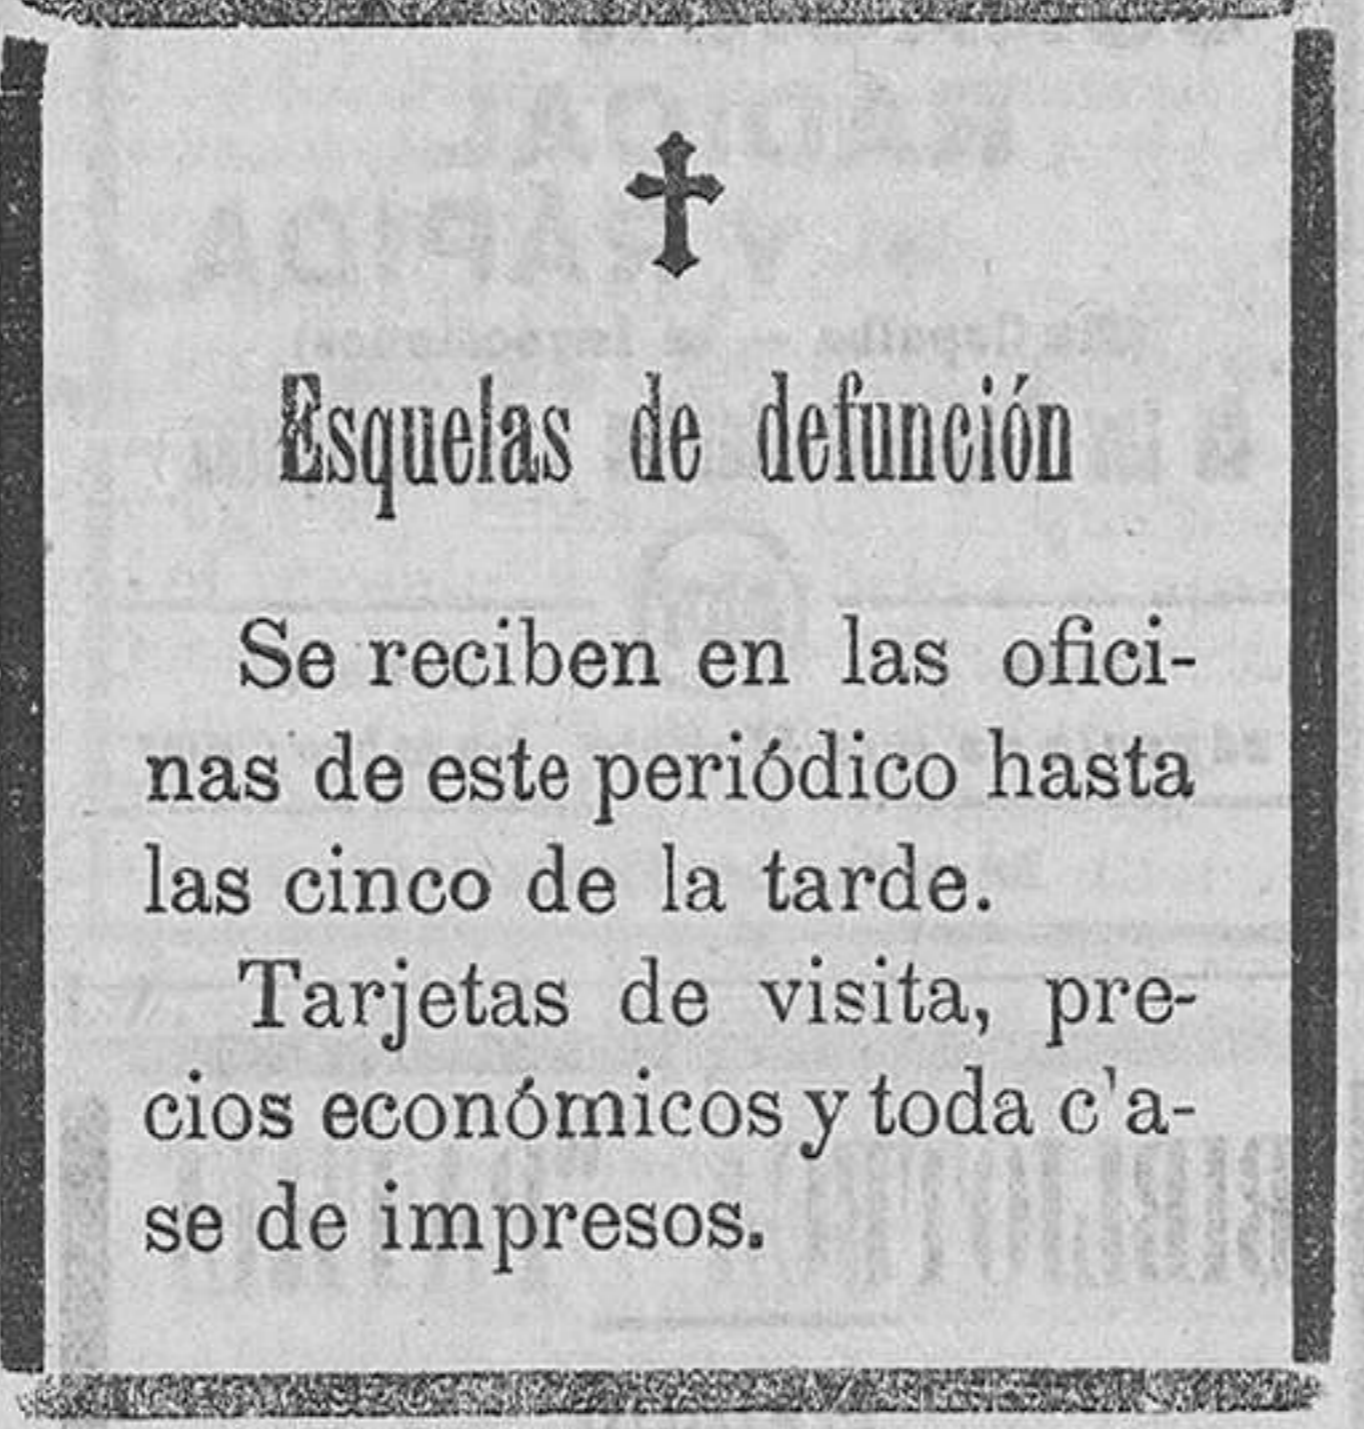 Esquelas de defunción
Se reciben en las ofici-
nas de este periódico hasta
las cinco de la tarde.
Tarjetas de visita, pre-
cios económicos y toda c'a-
se de impresos.